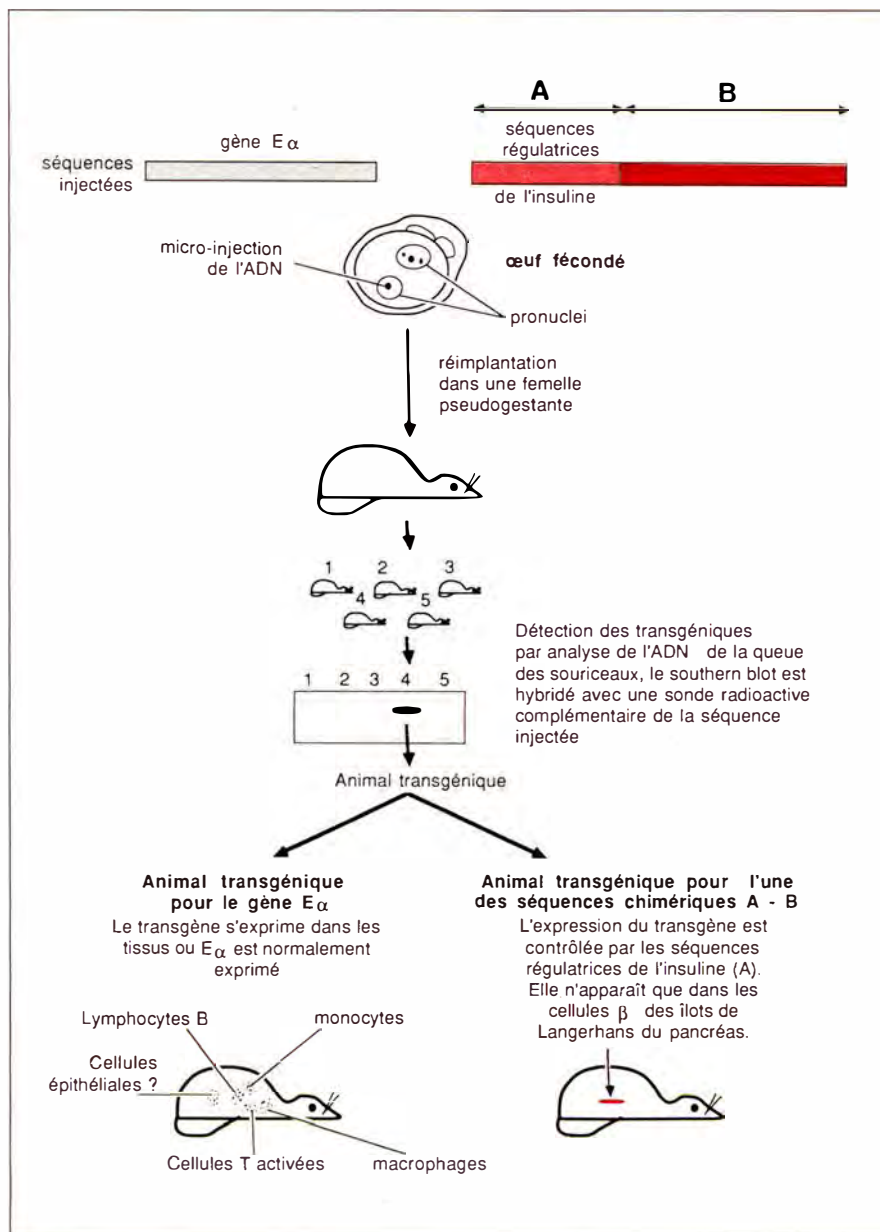 A
B
gène Eα
séquences
injectées
séquences
régulatrices
de l'insuline
micro-injection
de l'ADN
œuf fécondé
pronuclei
réimplantation
dans une femelle
pseudogestante
1 2 3
4 5
Détection des transgéniques
par analyse de l'ADN de la queue
des souriceaux, le southern blot est
hybridé avec une sonde radioactive
complémentaire de la séquence
injectée
1 2 3 4 5
Animal transgénique
Animal transgénique
pour le gène Eα
Le transgène s'exprime dans les
tissus ou Eα est normalement
exprimé
Lymphocytes B
monocytes
Cellules
épithéliales ?
Cellules T activées
macrophages
Animal transgénique pour l'une
des séquences chimériques A - B
L'expression du transgène est
contrôlée par les séquences
régulatrices de l'insuline (A).
Elle n'apparaît que dans les
cellules β des îlots de
Langerhans du pancréas.